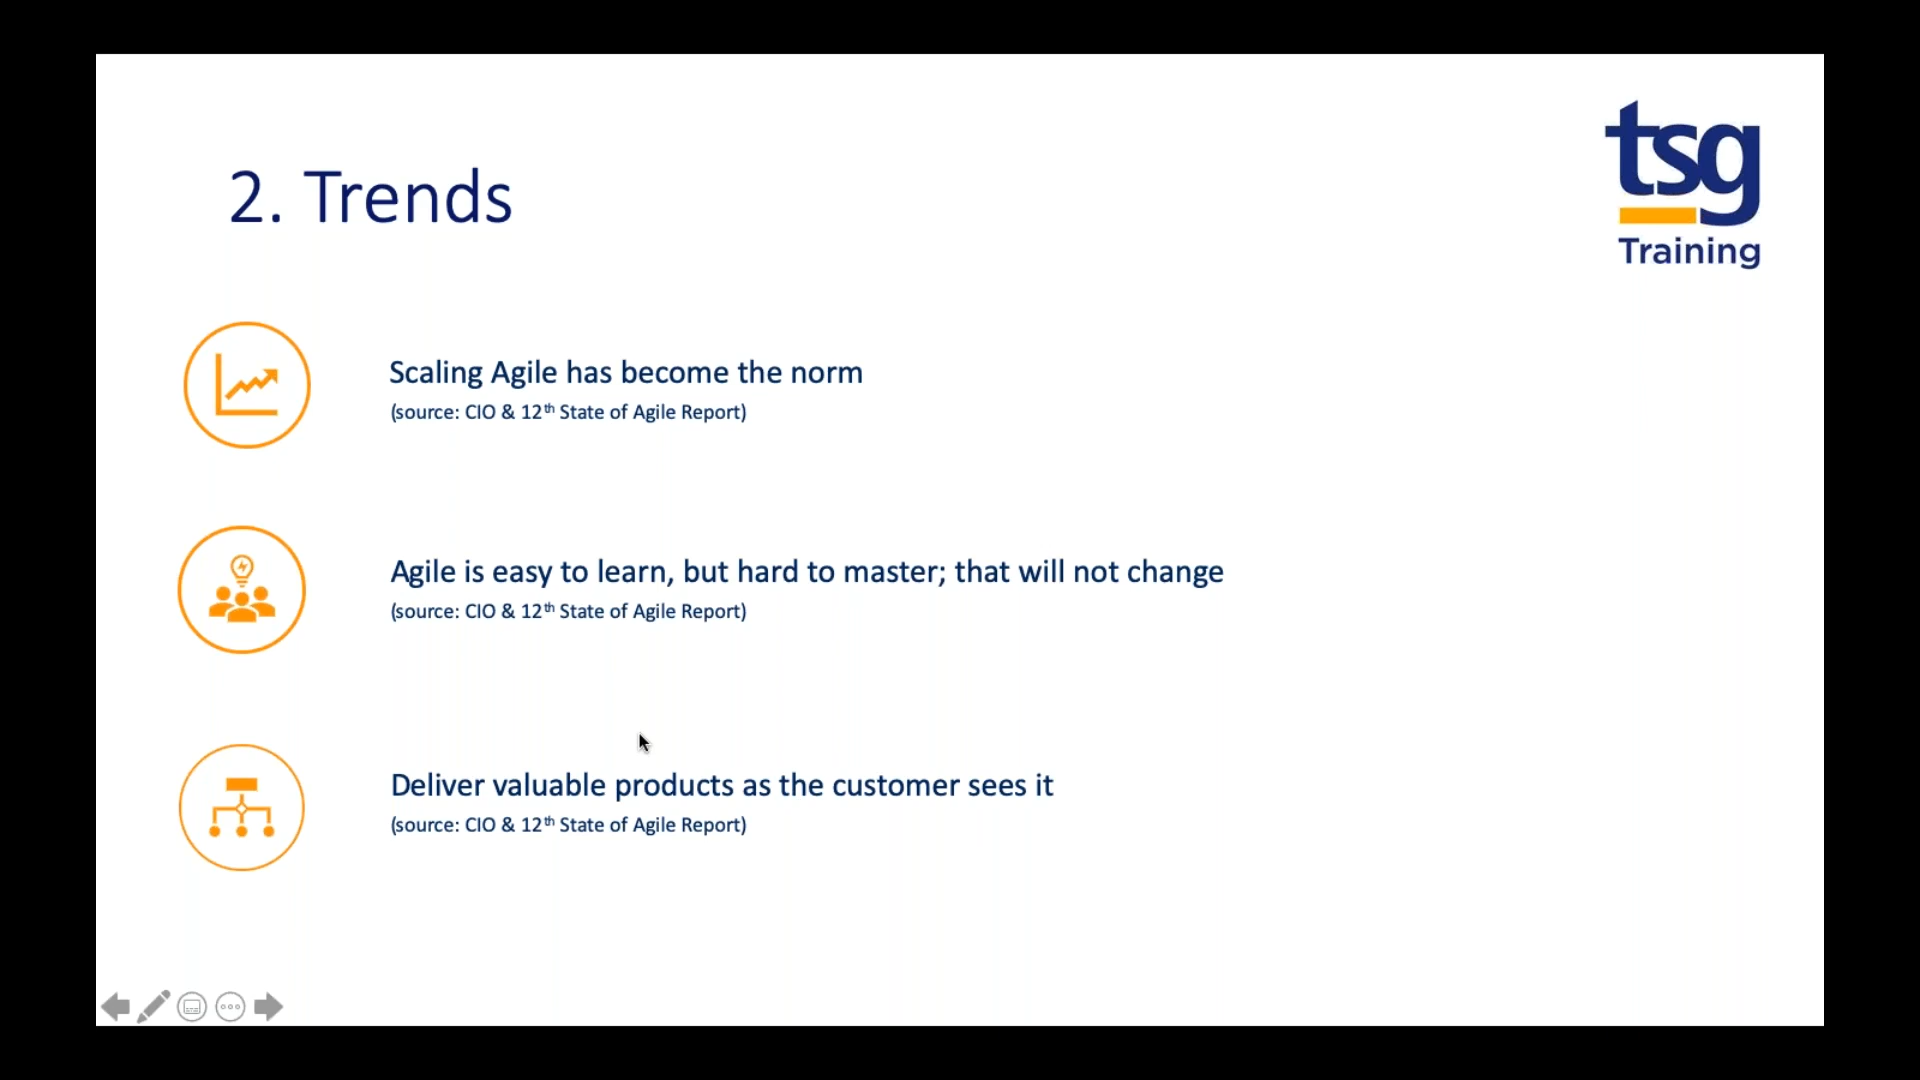 tsg
Training
2. Trends
Scaling Agile has become the norm
(source: CIO & 12th State of Agile Report)
Agile is easy to learn, but hard to master; that will not change
(source: CIO & 12th State of Agile Report)
Deliver valuable products as the customer sees it
(source: CIO & 12th State of Agile Report)